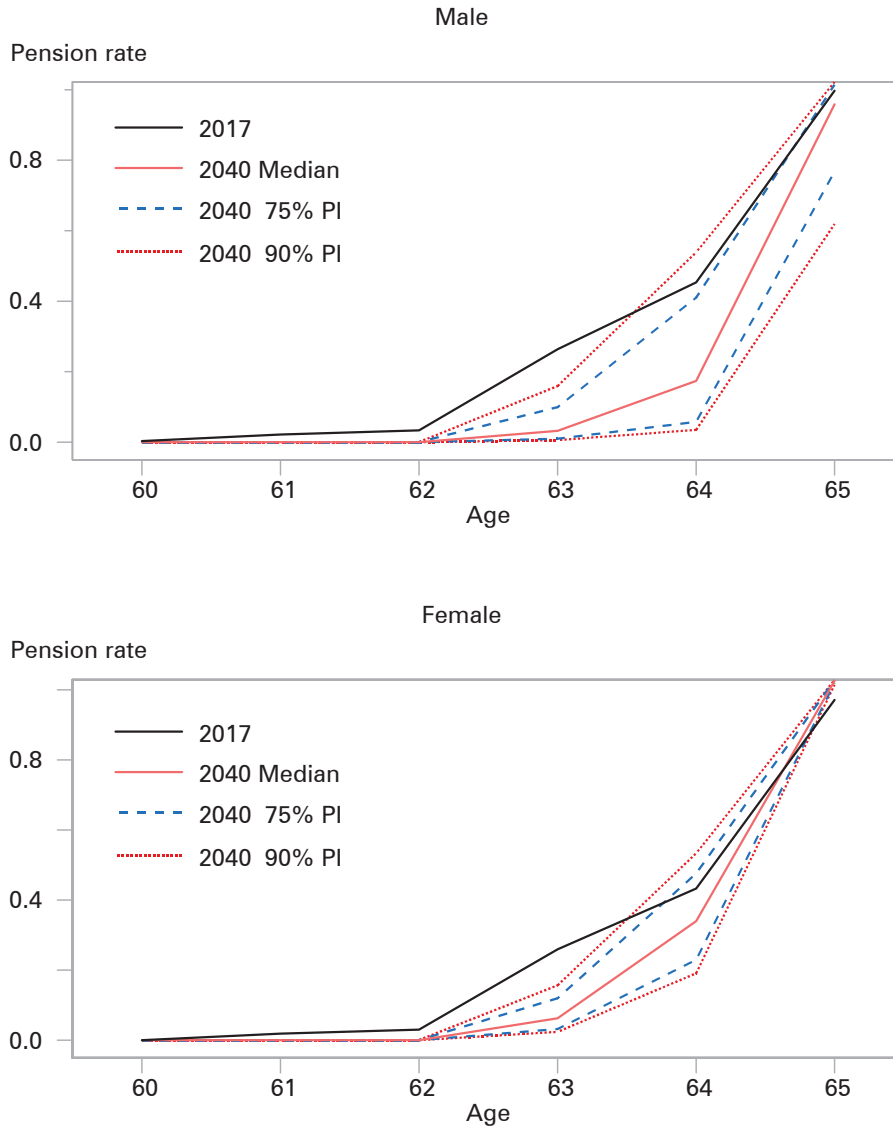 Male
Pension rate
2017
2040 Median
2040 75% PI
2040 90% PI
0.8
0.4
0.0
60 61 62 63 64 65
Age
Female
Pension rate
2017
2040 Median
2040 75% PI
2040 90% PI
0.8
0.4
0.0
60 61 62 63 64 65
Age